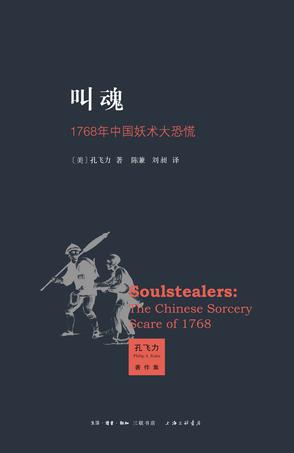 叫魂
1768年中国妖术大恐慌
〔美〕孔飞力 著 陈兼 刘昶 译
Soulstealers:
The Chinese Sorcery
Scare of 1768
孔飞力
Philip A. Kuhn
著作集
生活·讀書·新知 三联书店 上海三联书店